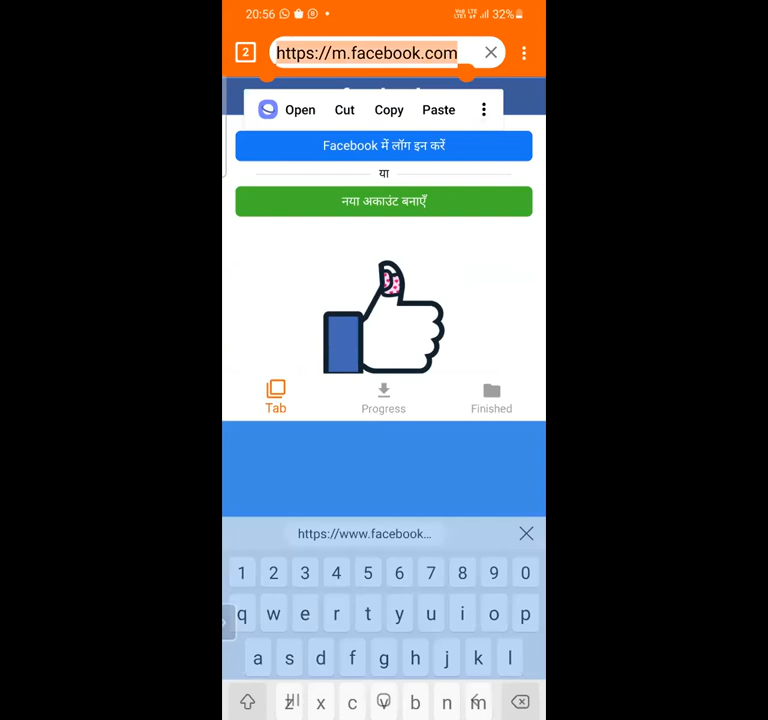 20:56 32%
2 https://m.facebook.com
Open Cut Copy Paste
Facebook में लॉग इन करें
या
नया अकाउंट बनाएँ
Tab Progress Finished
https://www.facebook...
1 2 3 4 5 6 7 8 9 0
q w e r t y u i o p
a s d f g h j k l
z x c v b n m